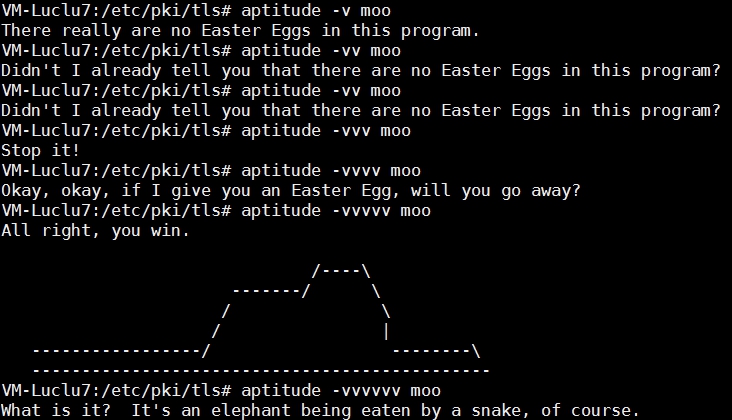 VM-Luclu7:/etc/pki/tls# aptitude -v moo
There really are no Easter Eggs in this program.
VM-Luclu7:/etc/pki/tls# aptitude -vv moo
Didn't I already tell you that there are no Easter Eggs in this program?
VM-Luclu7:/etc/pki/tls# aptitude -vv moo
Didn't I already tell you that there are no Easter Eggs in this program?
VM-Luclu7:/etc/pki/tls# aptitude -vvv moo
Stop it!
VM-Luclu7:/etc/pki/tls# aptitude -vvvv moo
Okay, okay, if I give you an Easter Egg, will you go away?
VM-Luclu7:/etc/pki/tls# aptitude -vvvvv moo
All right, you win.

                               /----\
                       -------/      \
                      /               \
                     /                |
   -----------------/                  --------\
   ----------------------------------------------
VM-Luclu7:/etc/pki/tls# aptitude -vvvvvv moo
What is it?  It's an elephant being eaten by a snake, of course.